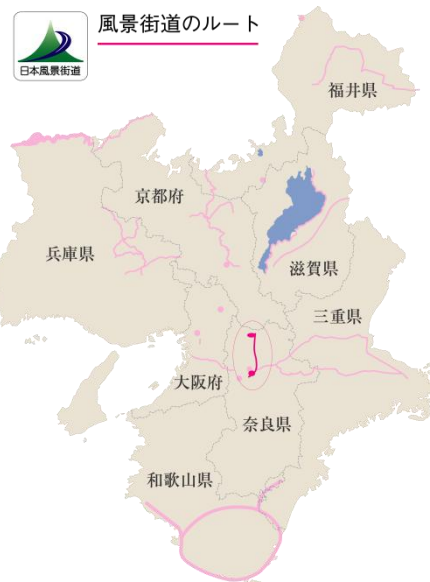 風景街道のルート
日本風景街道
福井県
京都府
兵庫県
滋賀県
三重県
大阪府
奈良県
和歌山県